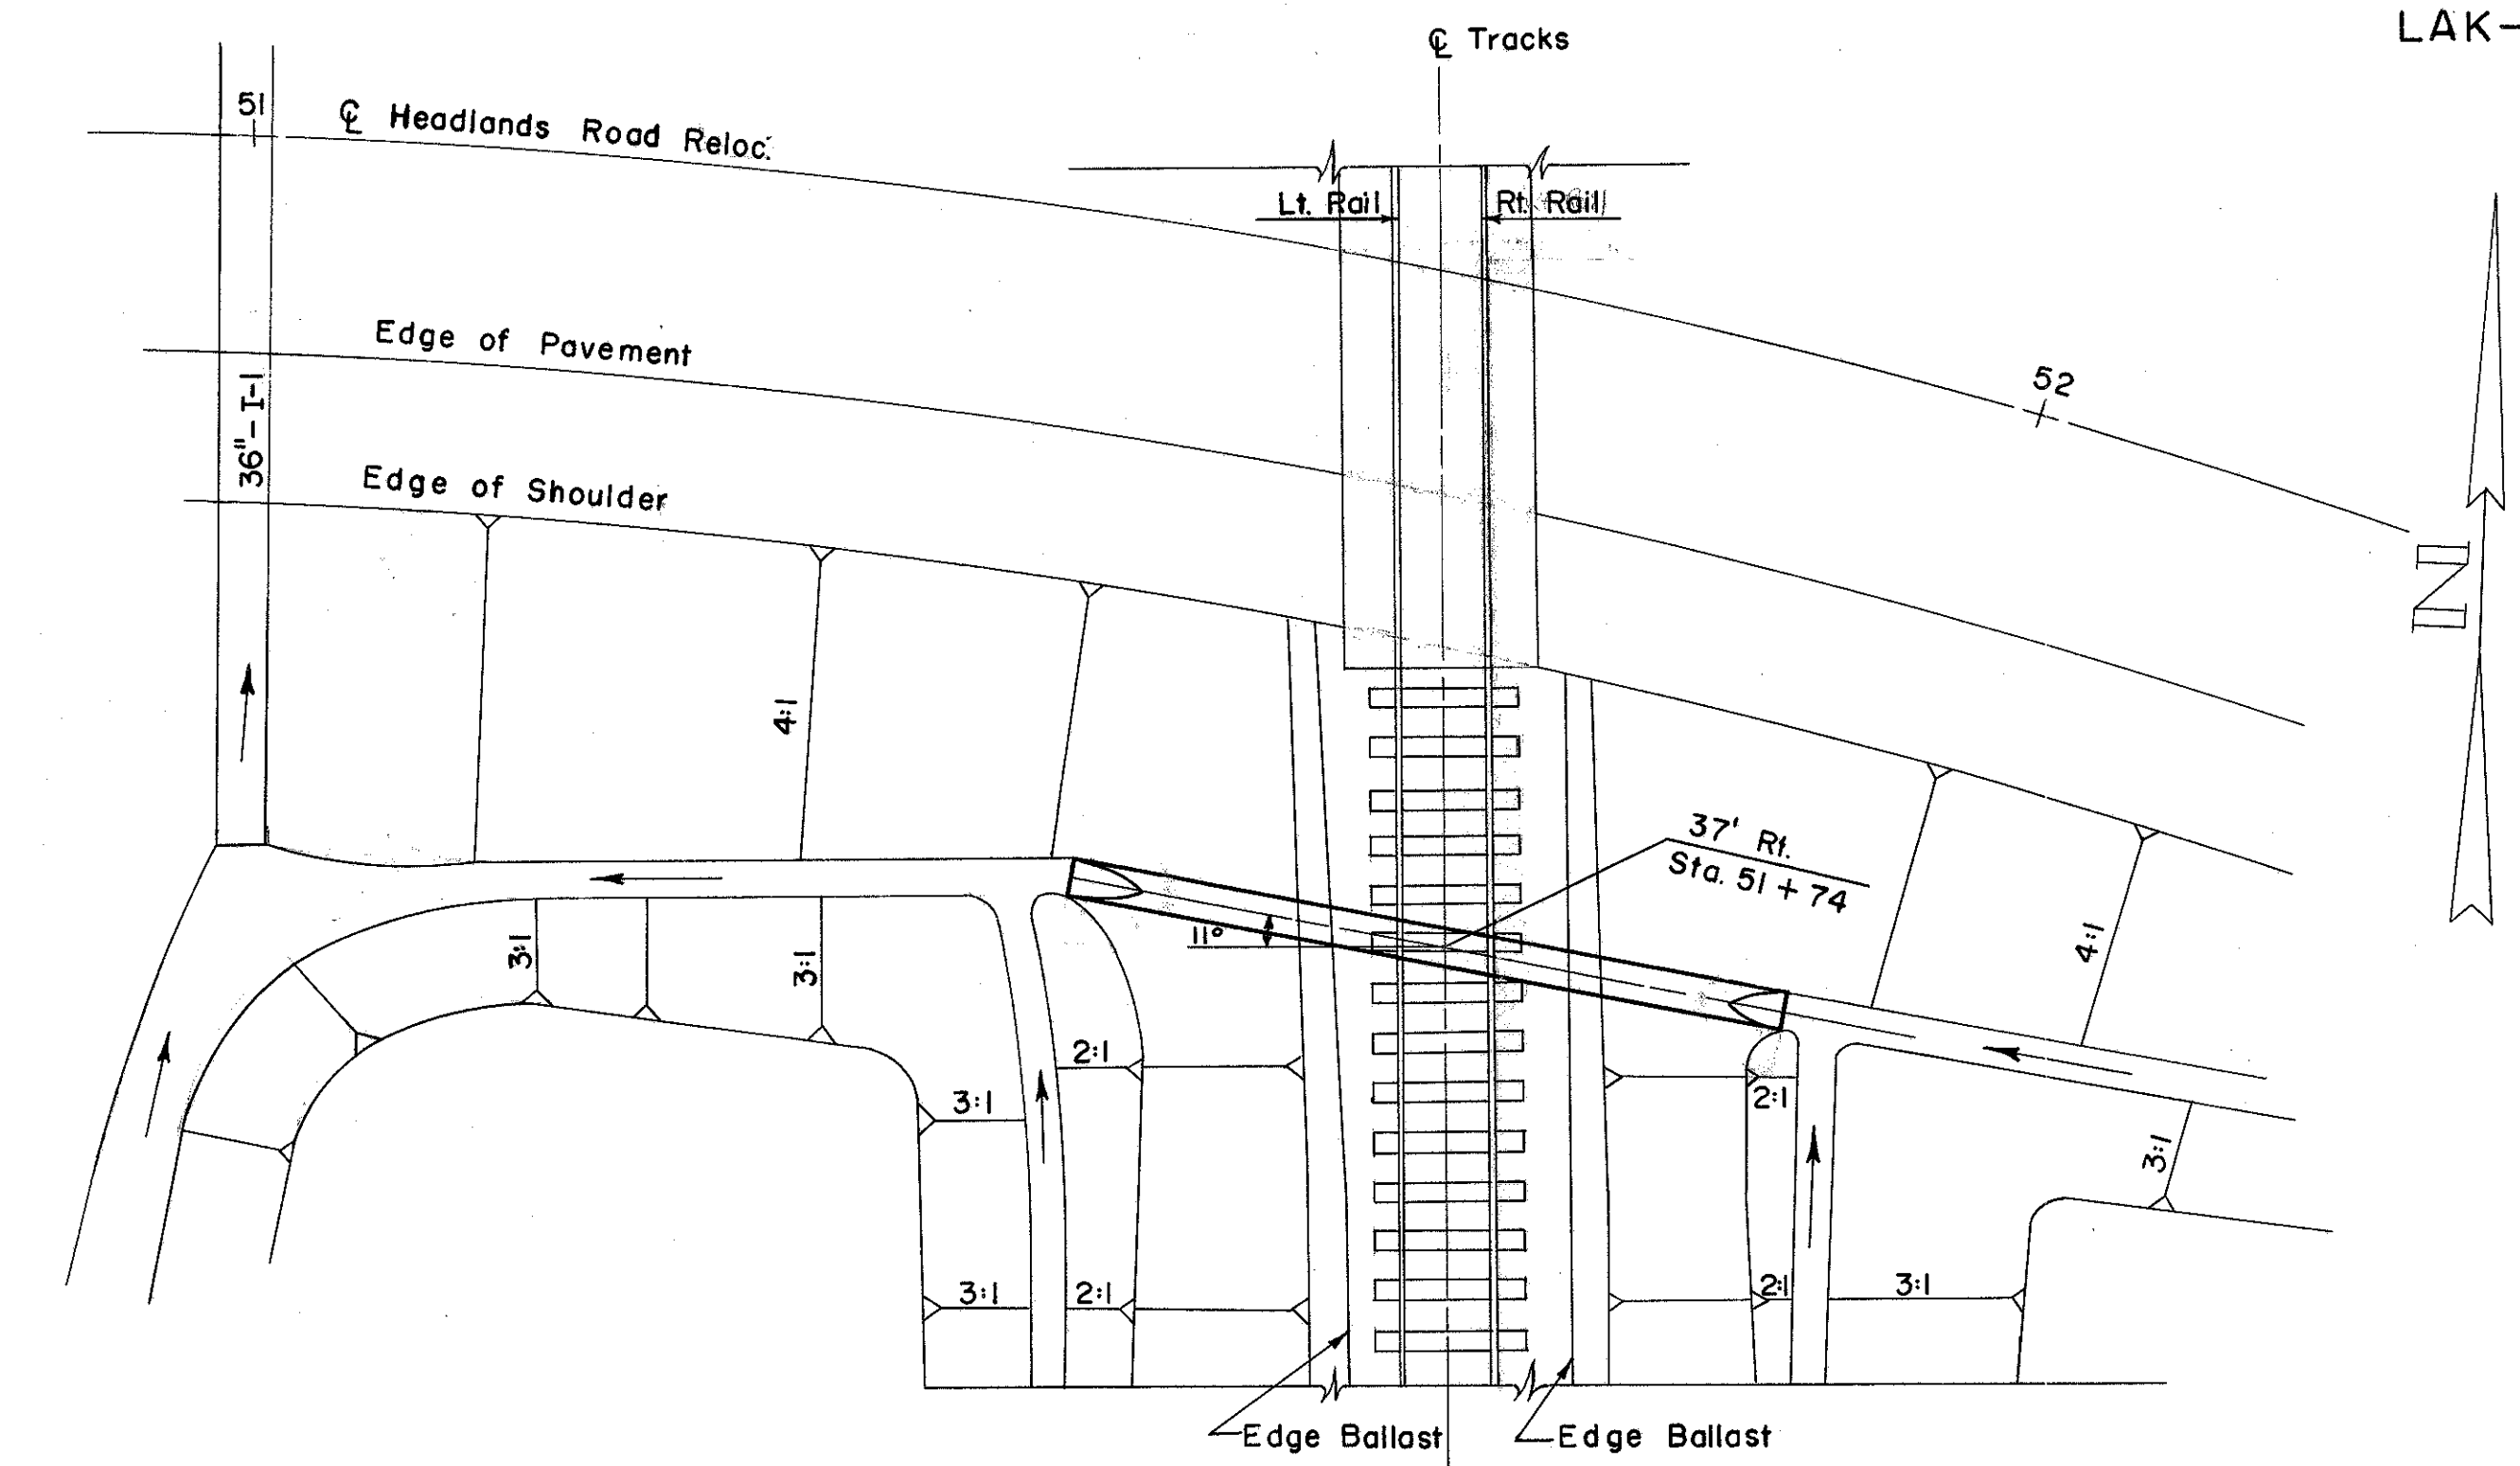 LAK-
℄ Tracks
51
℄ Headlands Road Reloc.
Lt. Rail
Rt. Rail
Edge of Pavement
52
36"-I-1
Edge of Shoulder
N
4:1
37' Rt.
Sta. 51+74
11°
3:1
3:1
4:1
2:1
2:1
3:1
3:1
3:1
2:1
2:1
3:1
Edge Ballast
Edge Ballast